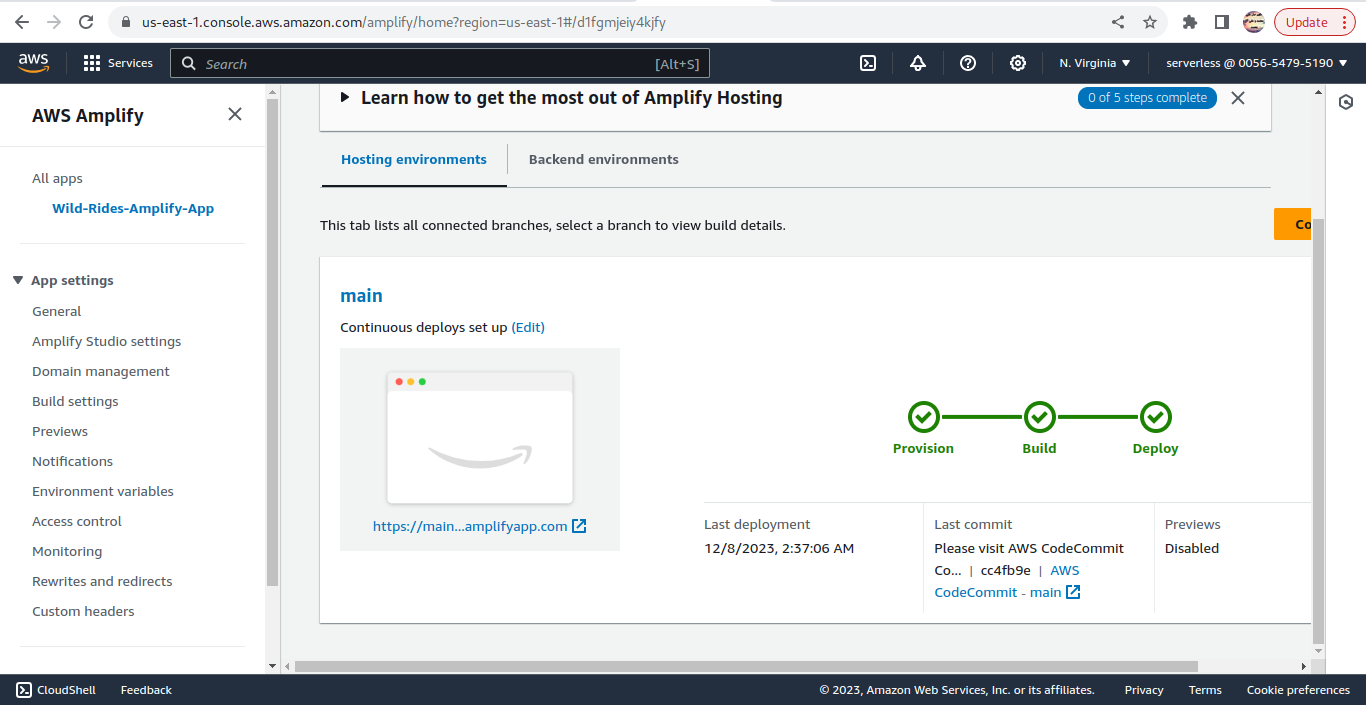 us-east-1.console.aws.amazon.com/amplify/home?region=us-east-1#/d1fgmjeiy4kjfy
Update
aws
Services
Search
[Alt+S]
N. Virginia
serverless @ 0056-5479-5190
AWS Amplify
All apps
Wild-Rides-Amplify-App
App settings
General
Amplify Studio settings
Domain management
Build settings
Previews
Notifications
Environment variables
Access control
Monitoring
Rewrites and redirects
Custom headers
Learn how to get the most out of Amplify Hosting
0 of 5 steps complete
Hosting environments
Backend environments
This tab lists all connected branches, select a branch to view build details.
Co
main
Continuous deploys set up (Edit)
https://main...amplifyapp.com
Provision
Build
Deploy
Last deployment
12/8/2023, 2:37:06 AM
Last commit
Please visit AWS CodeCommit
Co... | cc4fb9e | AWS
CodeCommit - main
Previews
Disabled
CloudShell
Feedback
© 2023, Amazon Web Services, Inc. or its affiliates.
Privacy
Terms
Cookie preferences